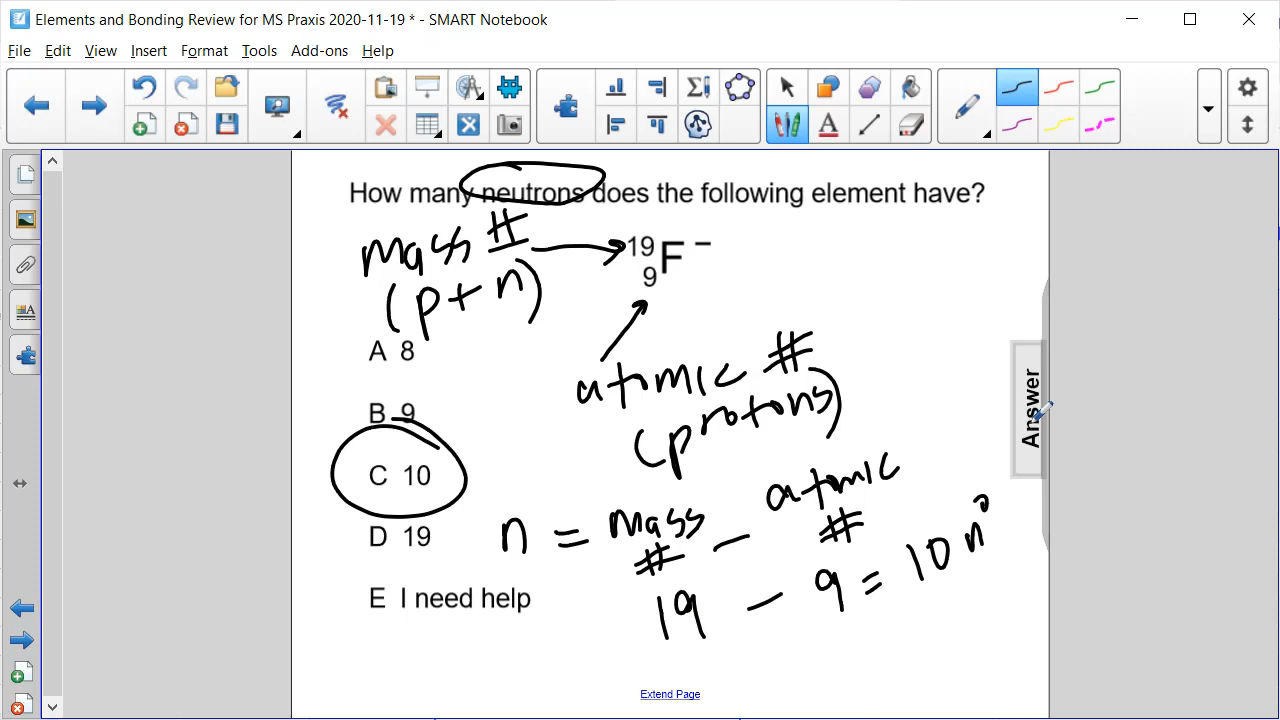 Elements and Bonding Review for MS Praxis 2020-11-19 * - SMART Notebook
File Edit View Insert Format Tools Add-ons Help
How many neutrons does the following element have?
mass #
(p + n)
19
9
F −
A 8
atomic #
(protons)
B 9
C 10
D 19
E I need help
n = mass # − atomic #
19 − 9 = 10 n⁰
Answer
Extend Page